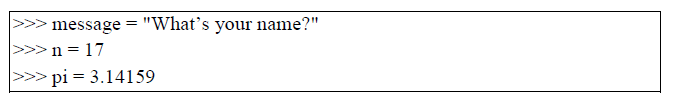 >>> message = "What’s your name?"
>>> n = 17
>>> pi = 3.14159